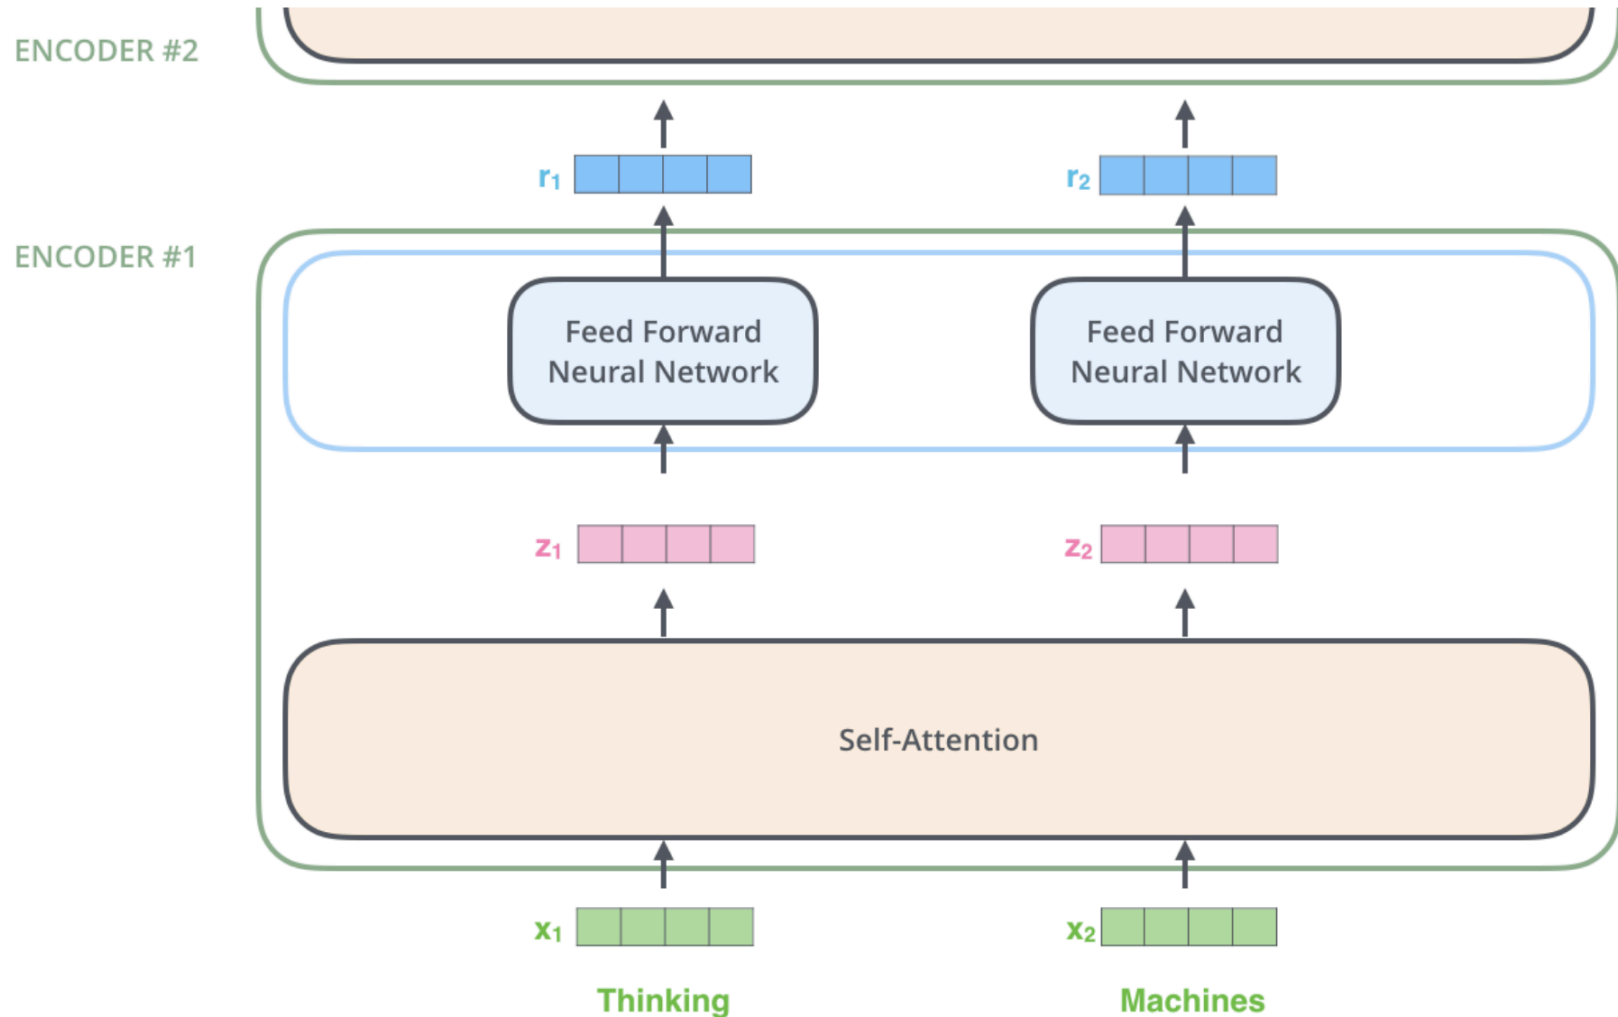 ENCODER #2
r1
r2
ENCODER #1
Feed Forward
Neural Network
Feed Forward
Neural Network
z1
z2
Self-Attention
x1
x2
Thinking
Machines